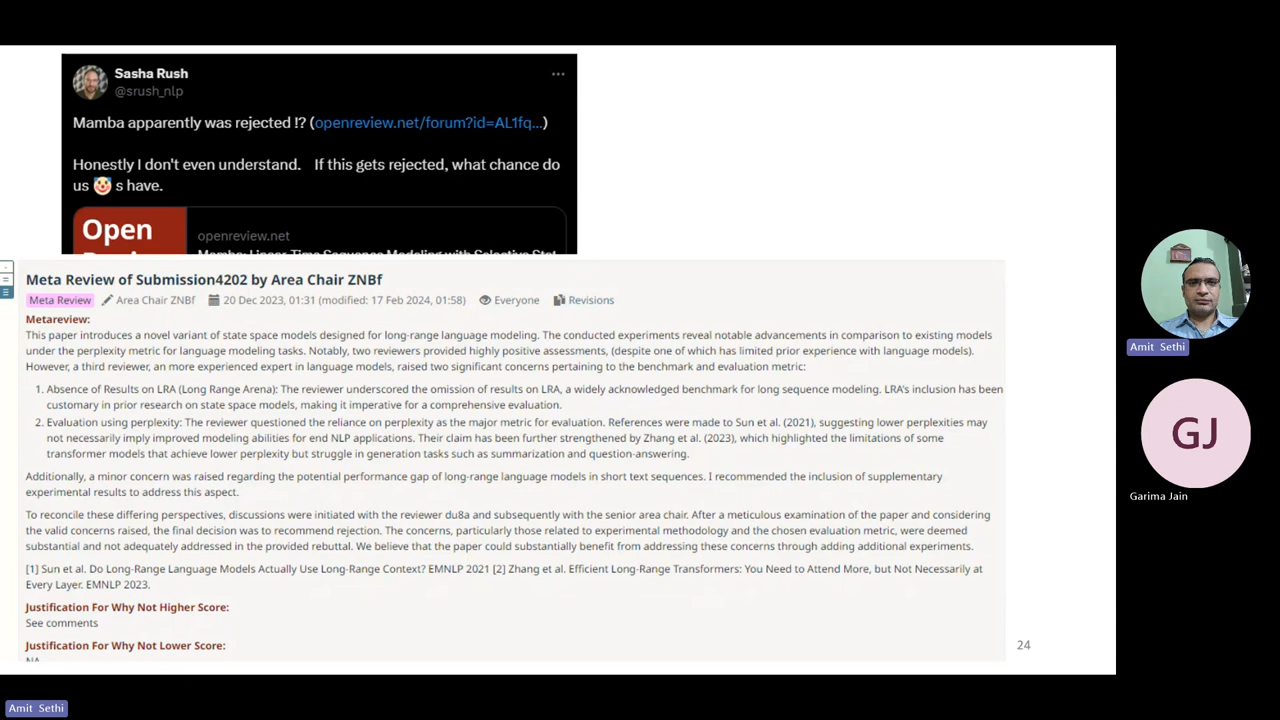 Sasha Rush
@srush_nlp
Mamba apparently was rejected !? (openreview.net/forum?id=AL1fq...)
Honestly I don't even understand. If this gets rejected, what chance do
us 🤡 s have.
Open
openreview.net
Mamba: Linear-Time Sequence Modeling with Selective Stat
Meta Review of Submission4202 by Area Chair ZNBf
Meta Review Area Chair ZNBf 20 Dec 2023, 01:31 (modified: 17 Feb 2024, 01:58) Everyone Revisions
Metareview:
This paper introduces a novel variant of state space models designed for long-range language modeling. The conducted experiments reveal notable advancements in comparison to existing models
under the perplexity metric for language modeling tasks. Notably, two reviewers provided highly positive assessments, (despite one of which has limited prior experience with language models).
However, a third reviewer, an more experienced expert in language models, raised two significant concerns pertaining to the benchmark and evaluation metric:
1. Absence of Results on LRA (Long Range Arena): The reviewer underscored the omission of results on LRA, a widely acknowledged benchmark for long sequence modeling. LRA's inclusion has been
customary in prior research on state space models, making it imperative for a comprehensive evaluation.
2. Evaluation using perplexity: The reviewer questioned the reliance on perplexity as the major metric for evaluation. References were made to Sun et al. (2021), suggesting lower perplexities may
not necessarily imply improved modeling abilities for end NLP applications. Their claim has been further strengthened by Zhang et al. (2023), which highlighted the limitations of some
transformer models that achieve lower perplexity but struggle in generation tasks such as summarization and question-answering.
Additionally, a minor concern was raised regarding the potential performance gap of long-range language models in short text sequences. I recommended the inclusion of supplementary
experimental results to address this aspect.
To reconcile these differing perspectives, discussions were initiated with the reviewer du8a and subsequently with the senior area chair. After a meticulous examination of the paper and considering
the valid concerns raised, the final decision was to recommend rejection. The concerns, particularly those related to experimental methodology and the chosen evaluation metric, were deemed
substantial and not adequately addressed in the provided rebuttal. We believe that the paper could substantially benefit from addressing these concerns through adding additional experiments.
[1] Sun et al. Do Long-Range Language Models Actually Use Long-Range Context? EMNLP 2021 [2] Zhang et al. Efficient Long-Range Transformers: You Need to Attend More, but Not Necessarily at
Every Layer. EMNLP 2023.
Justification For Why Not Higher Score:
See comments
Justification For Why Not Lower Score:
NA
24
Amit Sethi
GJ
Garima Jain
Amit Sethi